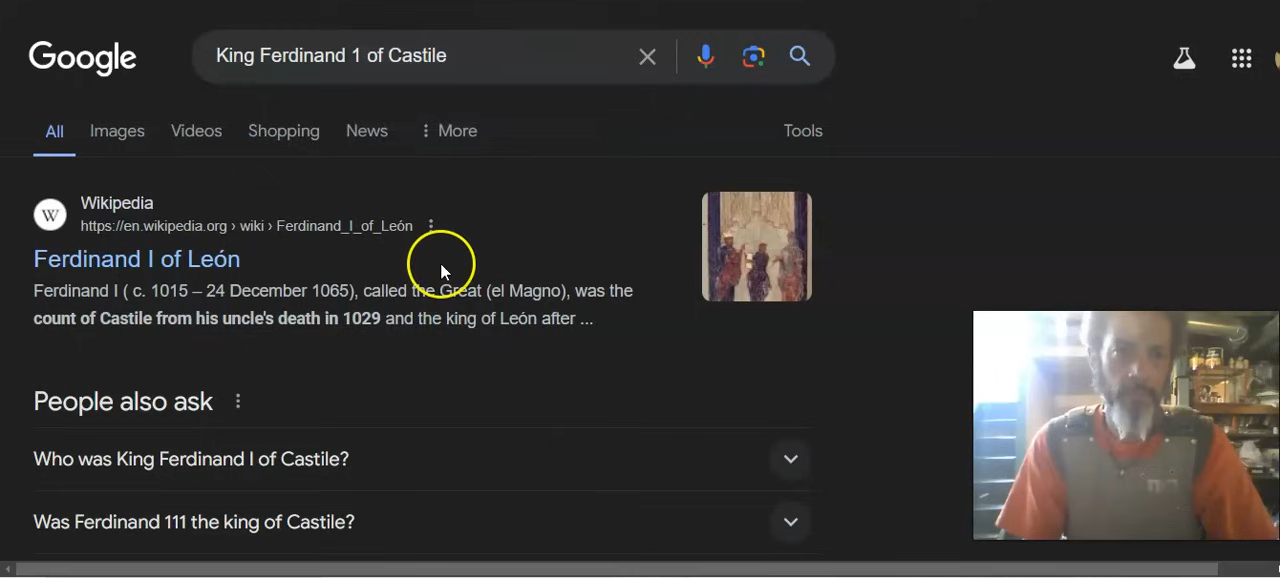 Google
King Ferdinand 1 of Castile
All Images Videos Shopping News More Tools
W
Wikipedia
https://en.wikipedia.org › wiki › Ferdinand_I_of_León
Ferdinand I of León
Ferdinand I ( c. 1015 – 24 December 1065), called the Great (el Magno), was the
count of Castile from his uncle's death in 1029 and the king of León after ...
People also ask
Who was King Ferdinand I of Castile?
Was Ferdinand 111 the king of Castile?